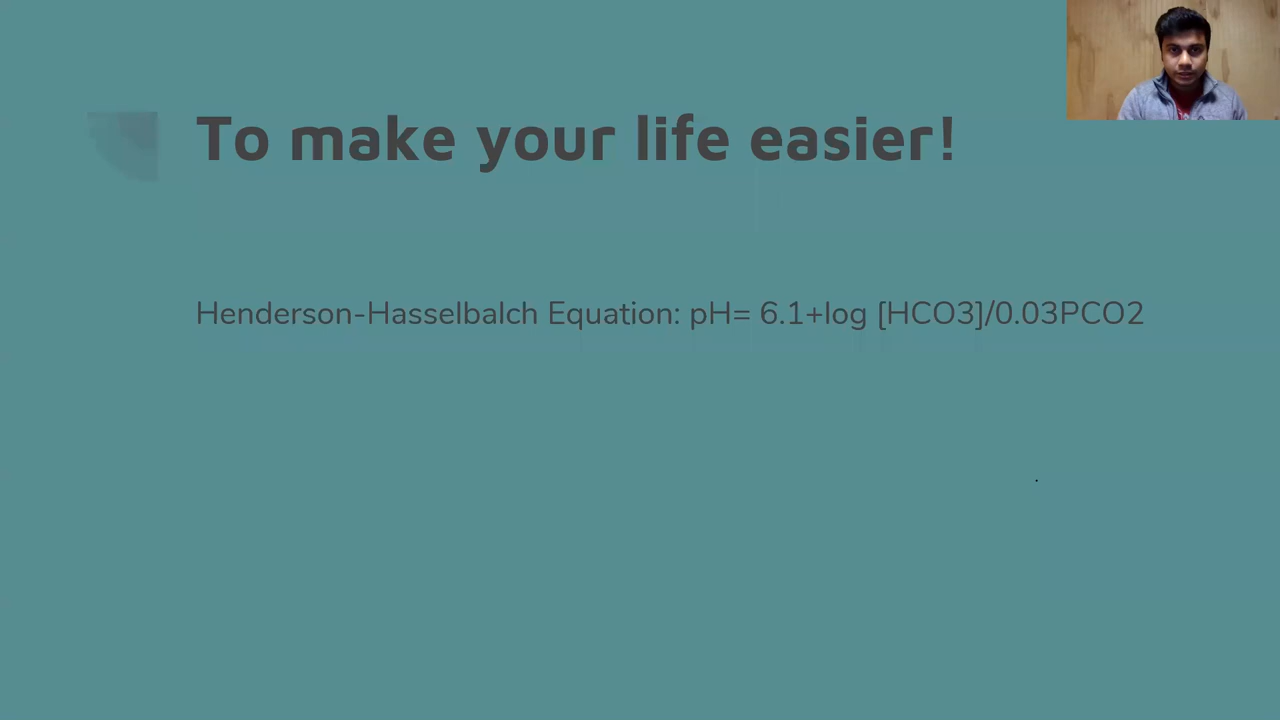 To make your life easier!
Henderson-Hasselbalch Equation: pH= 6.1+log [HCO3]/0.03PCO2